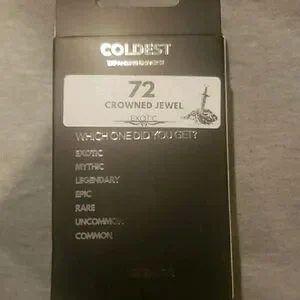 COLDEST
72
CROWNED JEWEL
EXOTIC
WHICH ONE DID YOU GET?
EXOTIC
MYTHIC
LEGENDARY
EPIC
RARE
UNCOMMON
COMMON